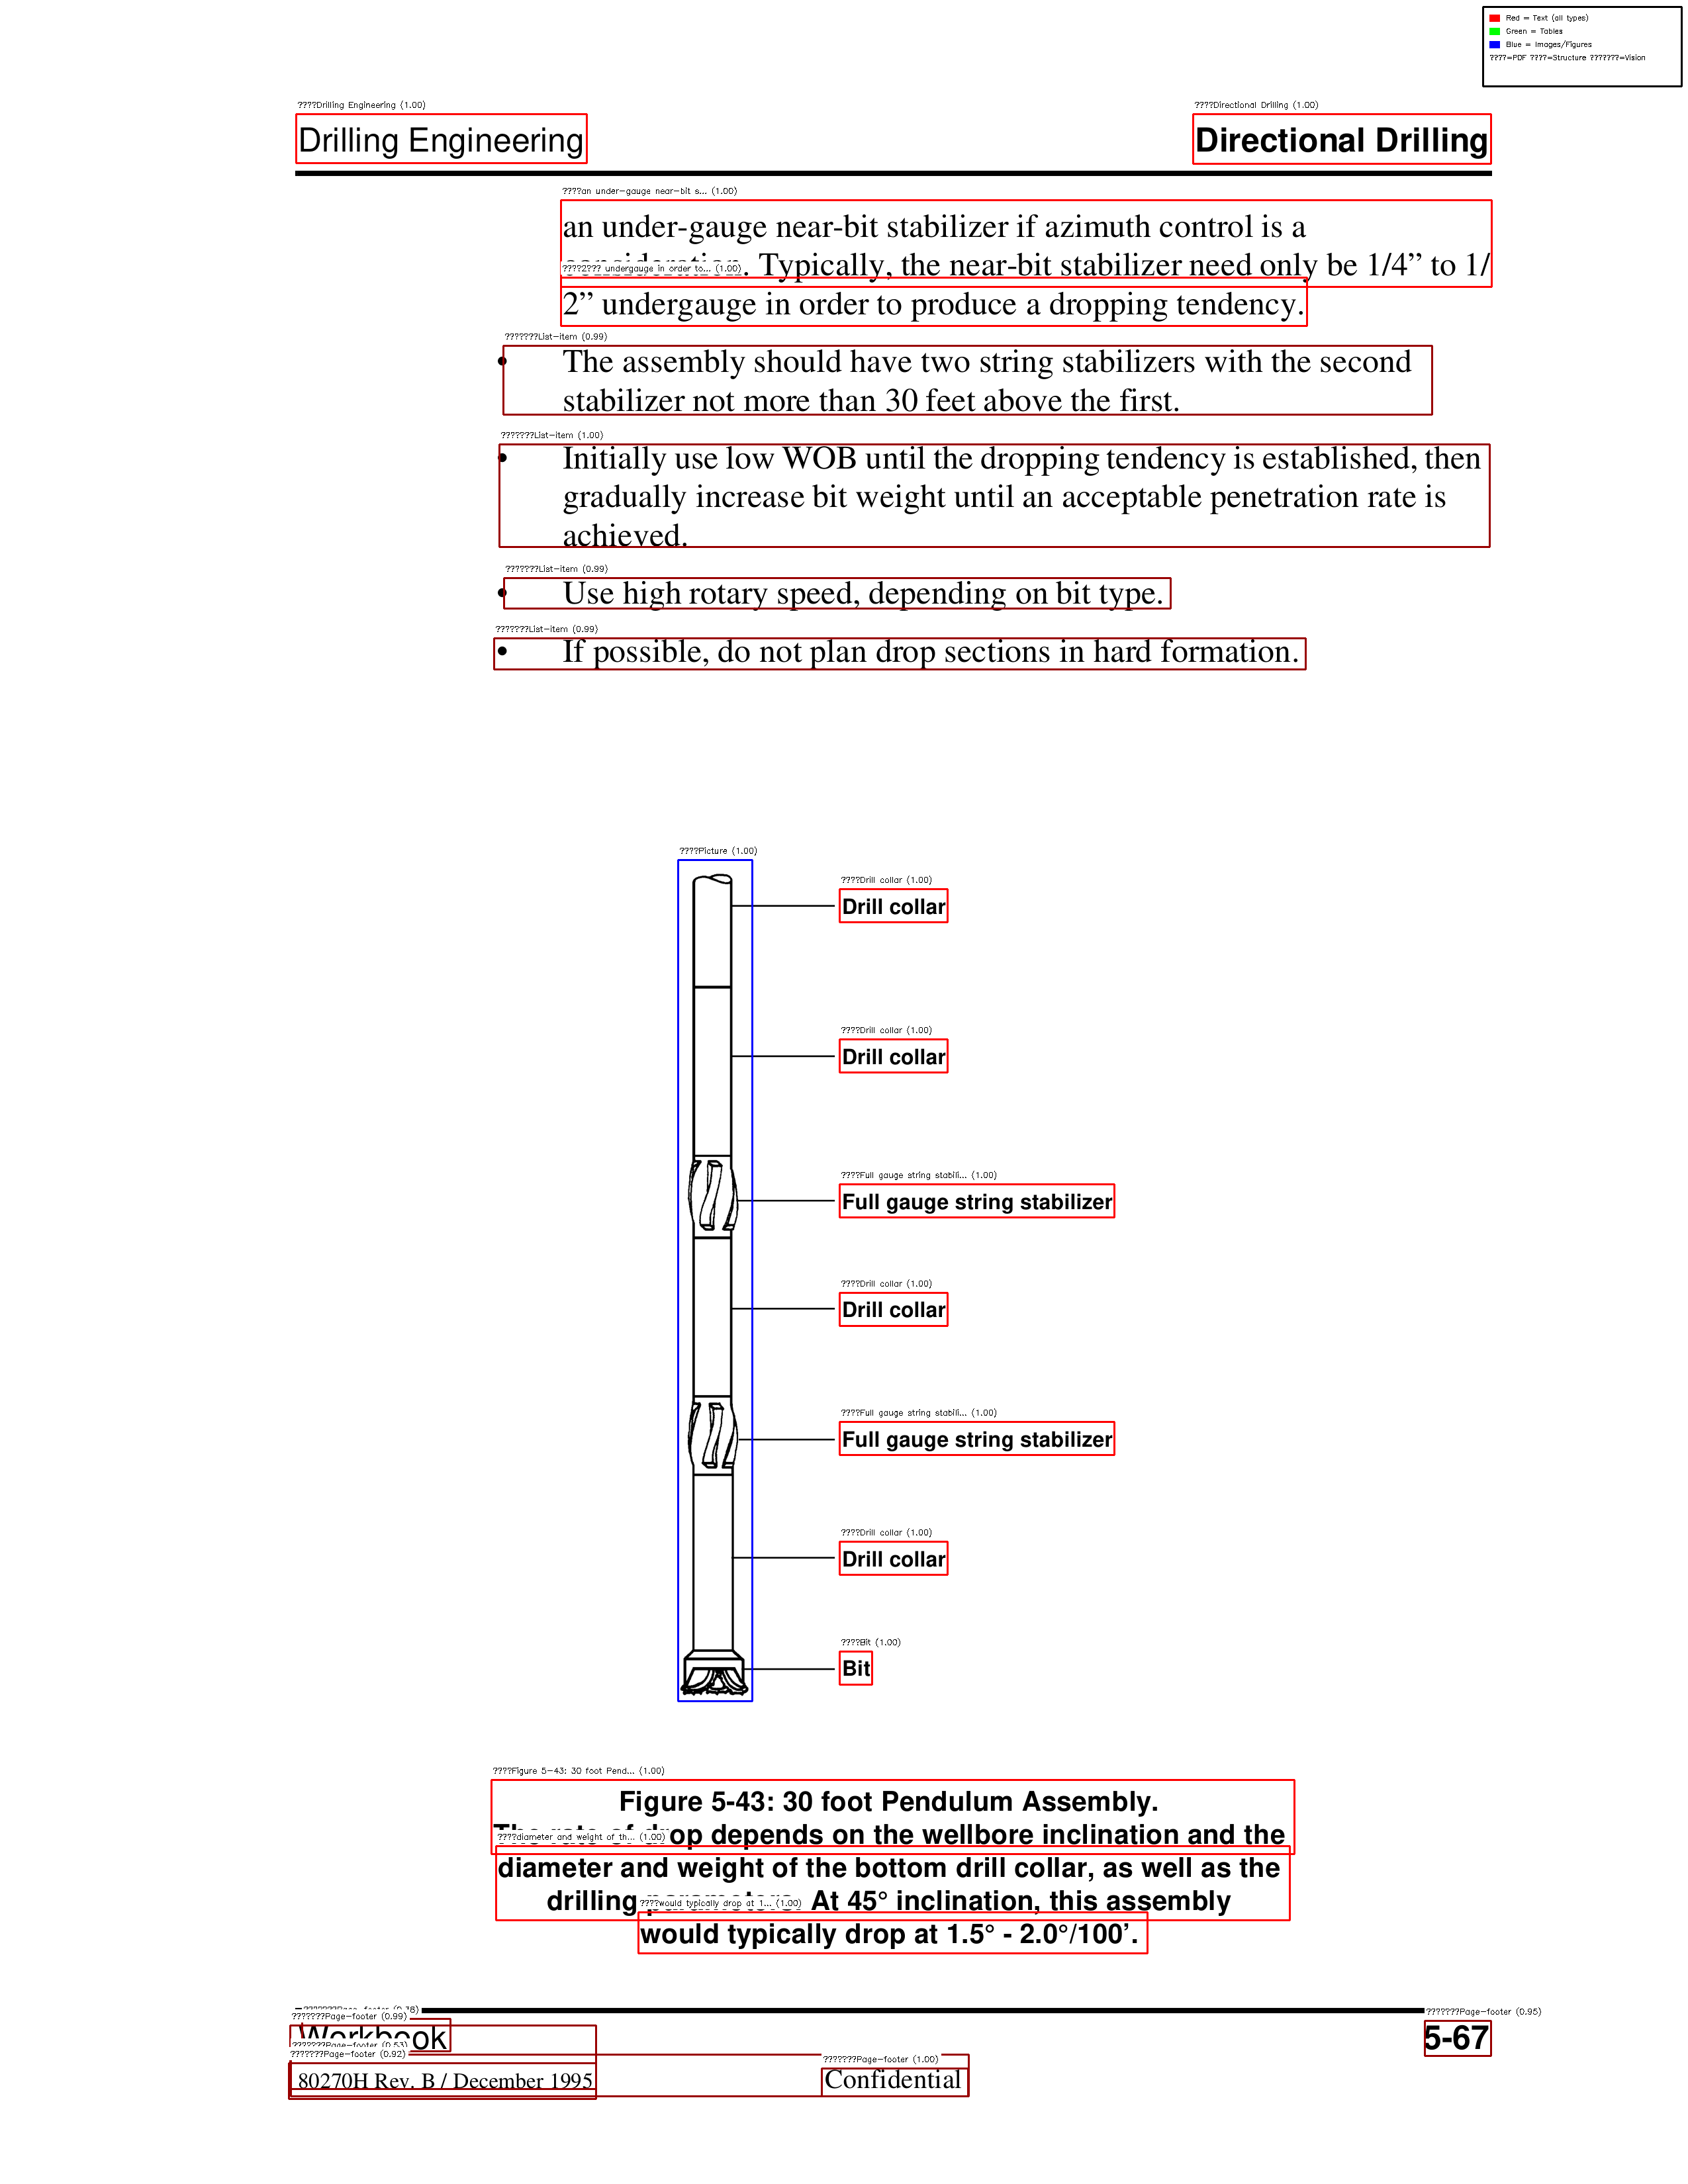 Red = Text (all types)
Green = Tables
Blue = Images/Figures
????=PDF ????=Structure ???????=Vision
????Drilling Engineering (1.00)
????Directional Drilling (1.00)
Drilling Engineering
Directional Drilling
????an under-gauge near-bit s... (1.00)
an under-gauge near-bit stabilizer if azimuth control is a
. Typically, the near-bit stabilizer need only be 1/4” to 1/
????2??? undergauge in order to... (1.00)
2” undergauge in order to produce a dropping tendency.
???????List-item (0.99)
• The assembly should have two string stabilizers with the second
stabilizer not more than 30 feet above the first.
???????List-item (1.00)
• Initially use low WOB until the dropping tendency is established, then
gradually increase bit weight until an acceptable penetration rate is
achieved.
???????List-item (0.99)
• Use high rotary speed, depending on bit type.
???????List-item (0.99)
• If possible, do not plan drop sections in hard formation.
????Picture (1.00)
????Drill collar (1.00)
Drill collar
????Drill collar (1.00)
Drill collar
????Full gauge string stabili... (1.00)
Full gauge string stabilizer
????Drill collar (1.00)
Drill collar
????Full gauge string stabili... (1.00)
Full gauge string stabilizer
????Drill collar (1.00)
Drill collar
????Bit (1.00)
Bit
????Figure 5-43: 30 foot Pend... (1.00)
Figure 5-43: 30 foot Pendulum Assembly.
The rate of drop depends on the wellbore inclination and the
????diameter and weight of th... (1.00)
diameter and weight of the bottom drill collar, as well as the
drilling At 45° inclination, this assembly
????would typically drop at 1... (1.00)
would typically drop at 1.5° - 2.0°/100’.
???????Page-footer (0.99)
???????Page-footer (0.95)
Workbook
5-67
???????Page-footer (0.53)
???????Page-footer (0.92)
???????Page-footer (1.00)
80270H Rev. B / December 1995
Confidential